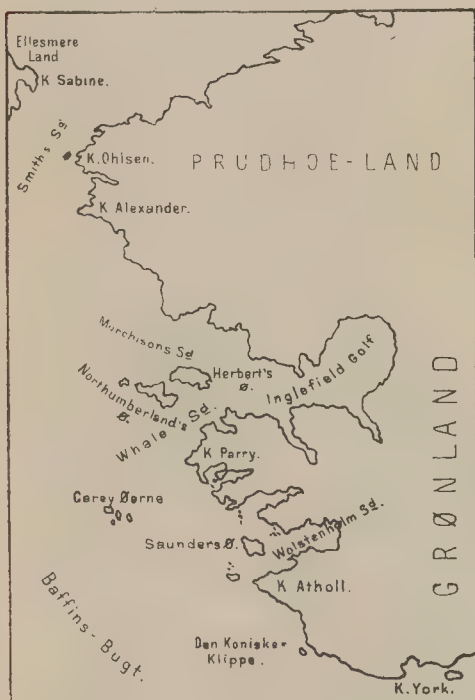 Ellesmere
Land
K Sabine.
Smith's Sd
K.Ohlsen.
PRUDHOE-LAND
K Alexander.
Murchisons Sd
Herbert's
Ø.
Inglefield Golf
Northumberland's
Ø.
Whale Sd.
K Parry.
GRØNLAND
Carey Øerne
Saunders Ø.
Wolstenholm Sd.
K Atholl.
Baffins-Bugt.
Den Koniske
Klippe.
K.York.